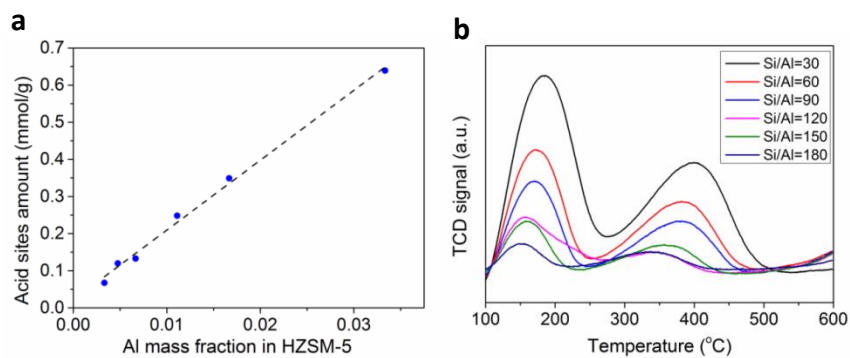 a
Acid sites amount (mmol/g)
0.7
0.6
0.5
0.4
0.3
0.2
0.1
0.0
0.00
0.01
0.02
0.03
Al mass fraction in HZSM-5
b
TCD signal (a.u.)
Si/Al=30
Si/Al=60
Si/Al=90
Si/Al=120
Si/Al=150
Si/Al=180
100
200
300
400
500
600
Temperature (°C)